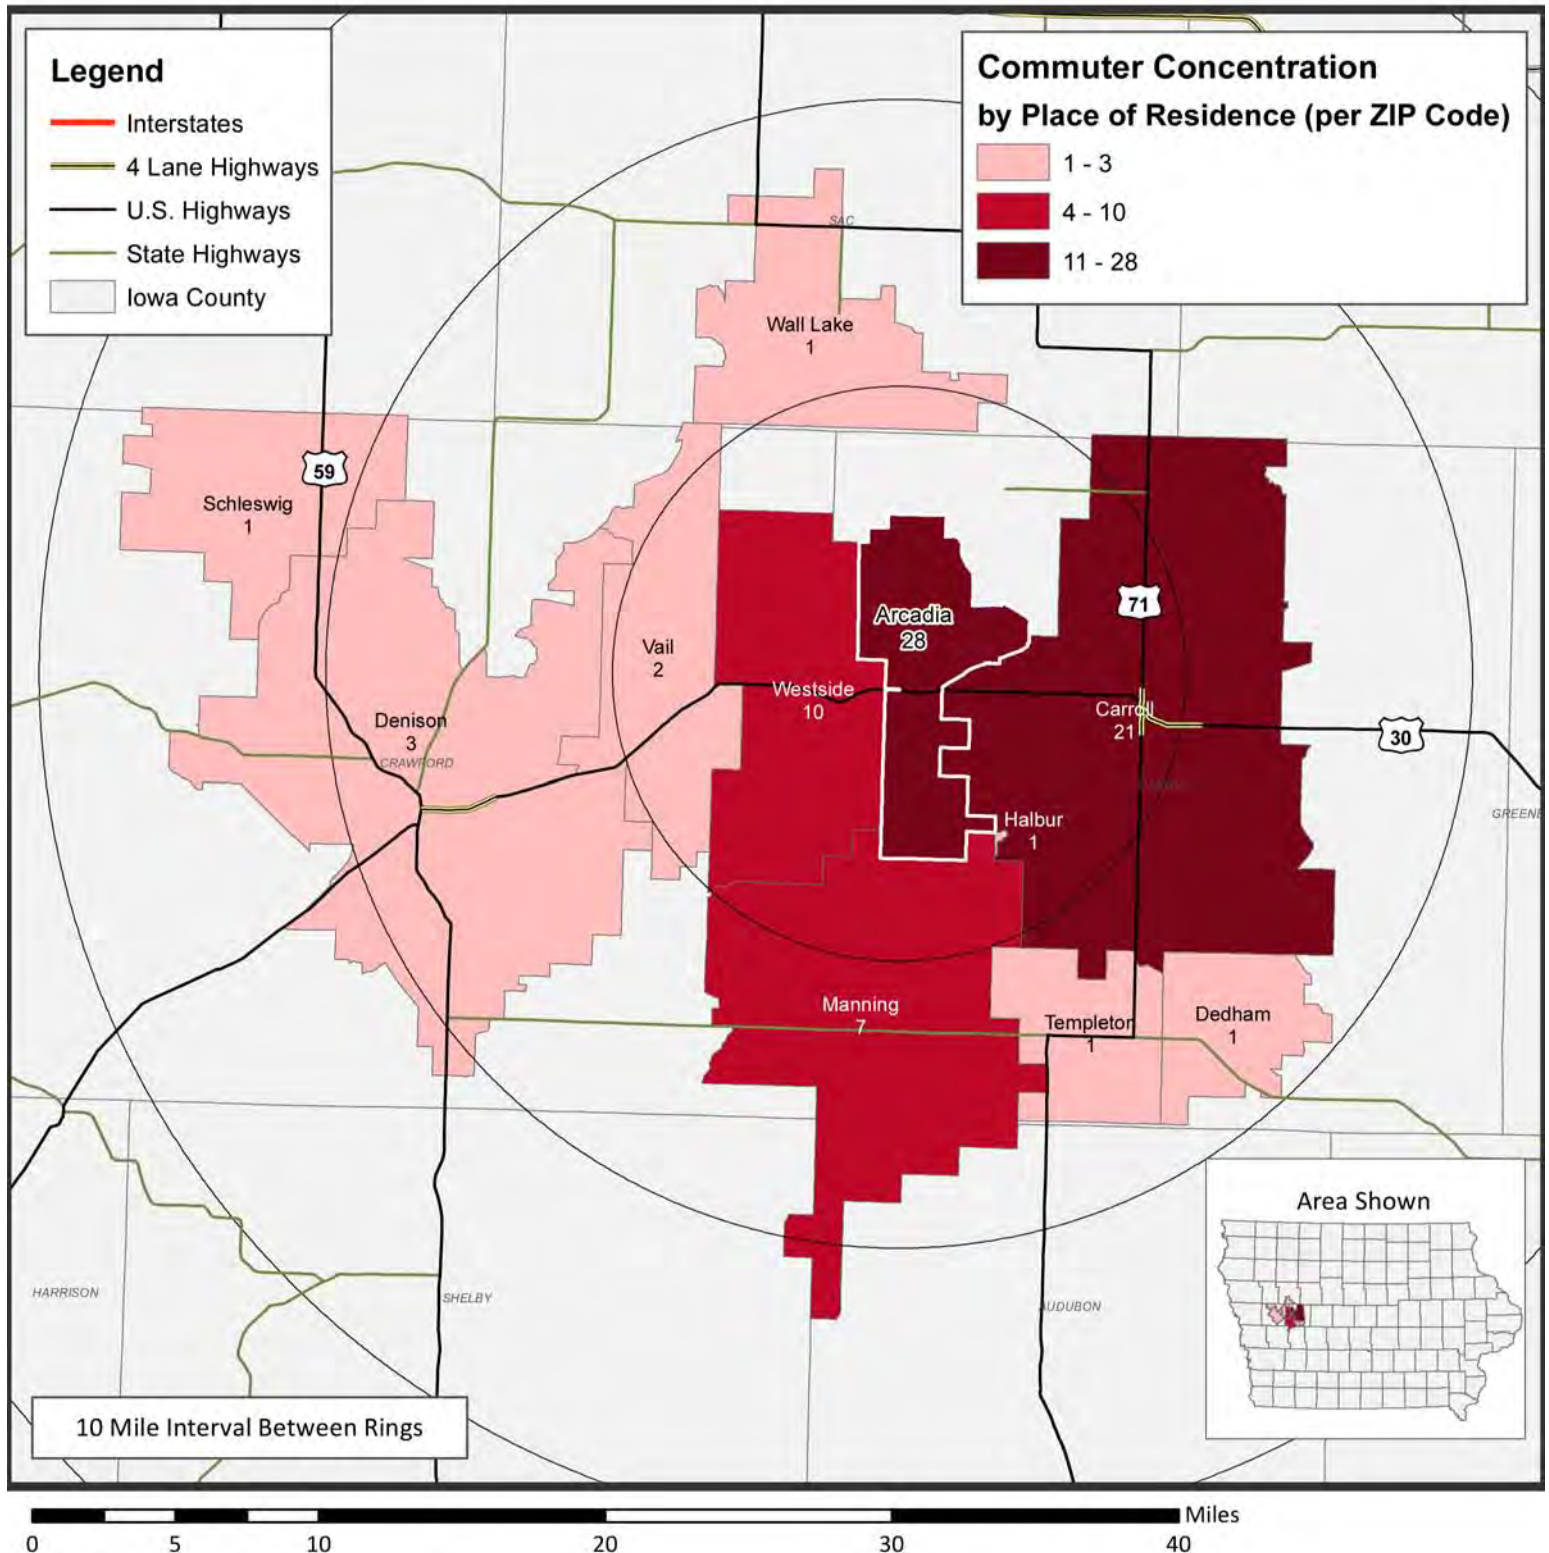 Legend
Interstates
4 Lane Highways
U.S. Highways
State Highways
Iowa County
Commuter Concentration
by Place of Residence (per ZIP Code)
1 - 3
4 - 10
11 - 28
SAC
Wall Lake
1
59
Schleswig
1
71
Arcadia
28
Vail
2
Westside
10
Carroll
21
Denison
3
CRAWFORD
30
Halbur
1
GREENE
Manning
7
Templeton
1
Dedham
1
Area Shown
HARRISON
SHELBY
AUDUBON
10 Mile Interval Between Rings
Miles
0 5 10 20 30 40